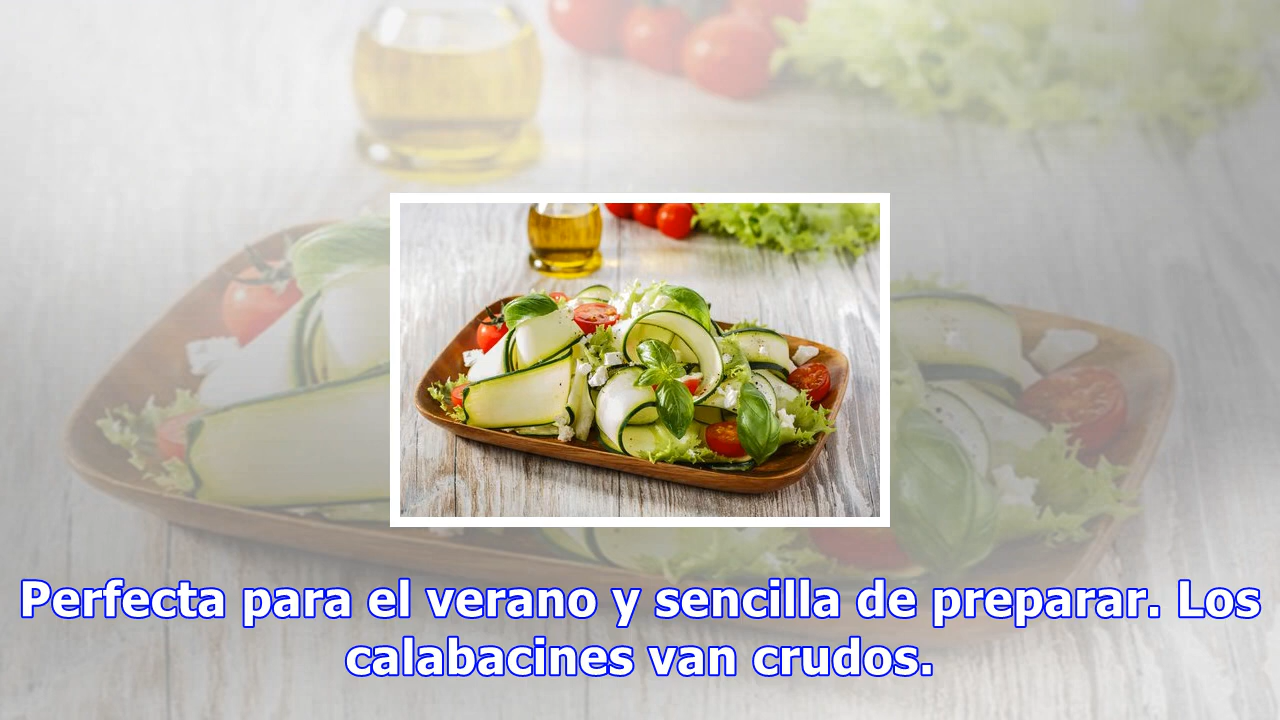 Perfecta para el verano y sencilla de preparar. Los
calabacines van crudos.